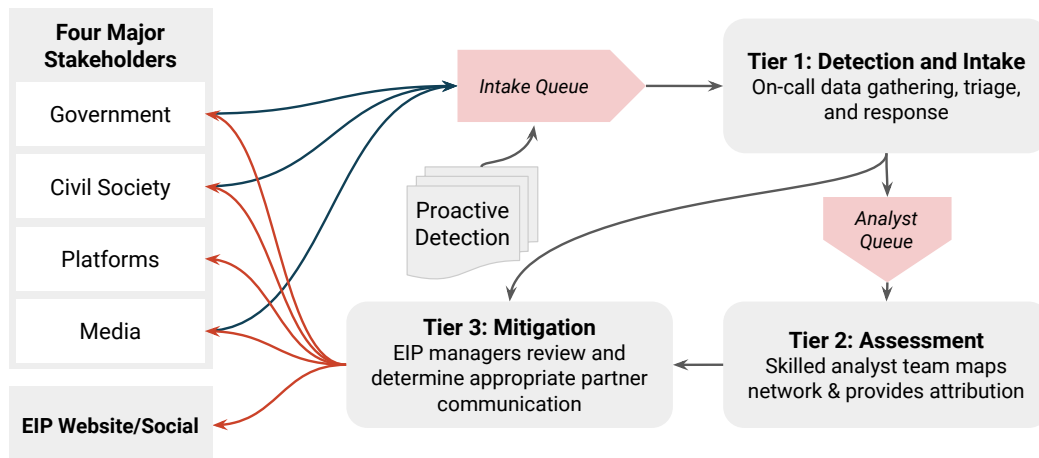 Four Major
Stakeholders
Government
Civil Society
Platforms
Media
EIP Website/Social
Intake Queue
Proactive
Detection
Tier 1: Detection and Intake
On-call data gathering, triage,
and response
Analyst
Queue
Tier 2: Assessment
Skilled analyst team maps
network & provides attribution
Tier 3: Mitigation
EIP managers review and
determine appropriate partner
communication